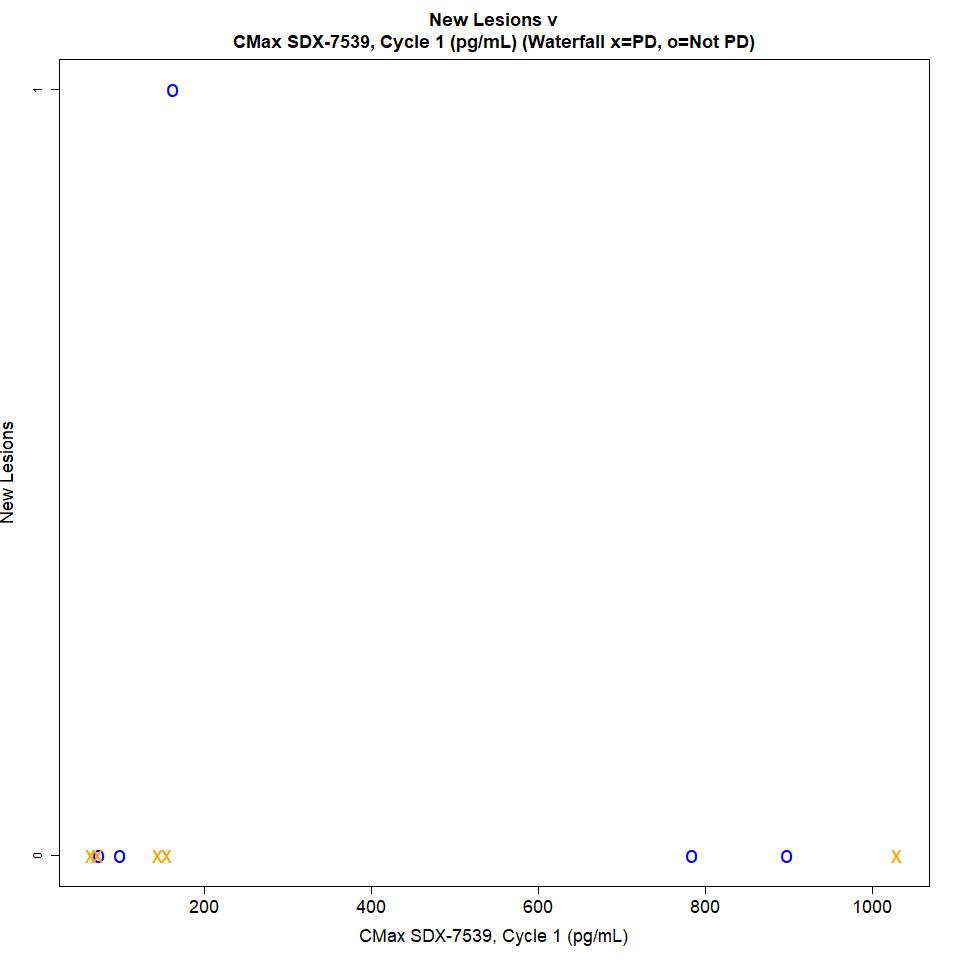 New Lesions v
CMax SDX-7539, Cycle 1 (pg/mL) (Waterfall x=PD, o=Not PD)
1
O
New Lesions
0
X X O O X X O O X
200 400 600 800 1000
CMax SDX-7539, Cycle 1 (pg/mL)